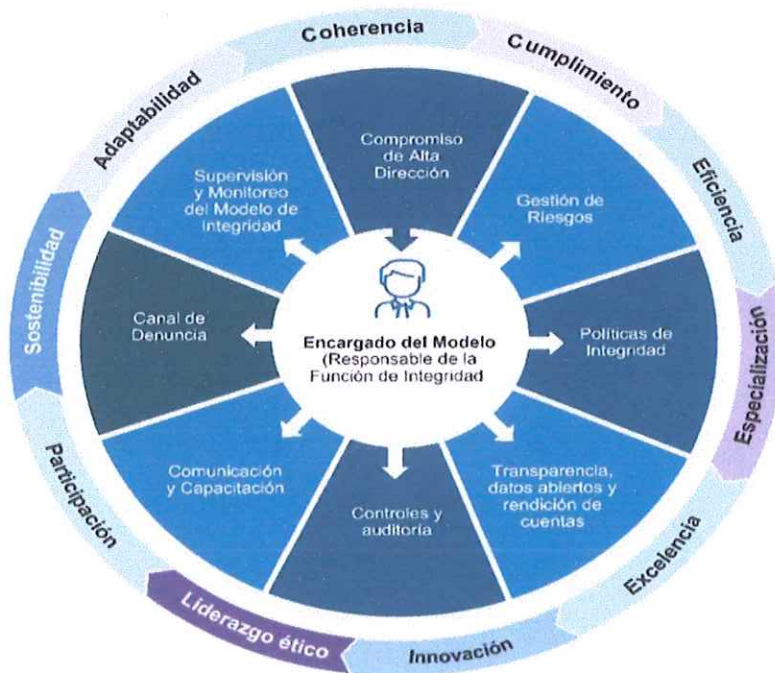 Coherencia
Cumplimiento
Eficiencia
Especialización
Excelencia
Innovación
Liderazgo ético
Participación
Sostenibilidad
Adaptabilidad
Compromiso
de Alta
Dirección
Gestión de
Riesgos
Políticas de
Integridad
Transparencia,
datos abiertos y
rendición de
cuentas
Controles y
auditoría
Comunicación
y Capacitación
Canal de
Denuncia
Supervisión
y Monitoreo
del Modelo de
Integridad
Encargado del Modelo
(Responsable de la
Función de Integridad